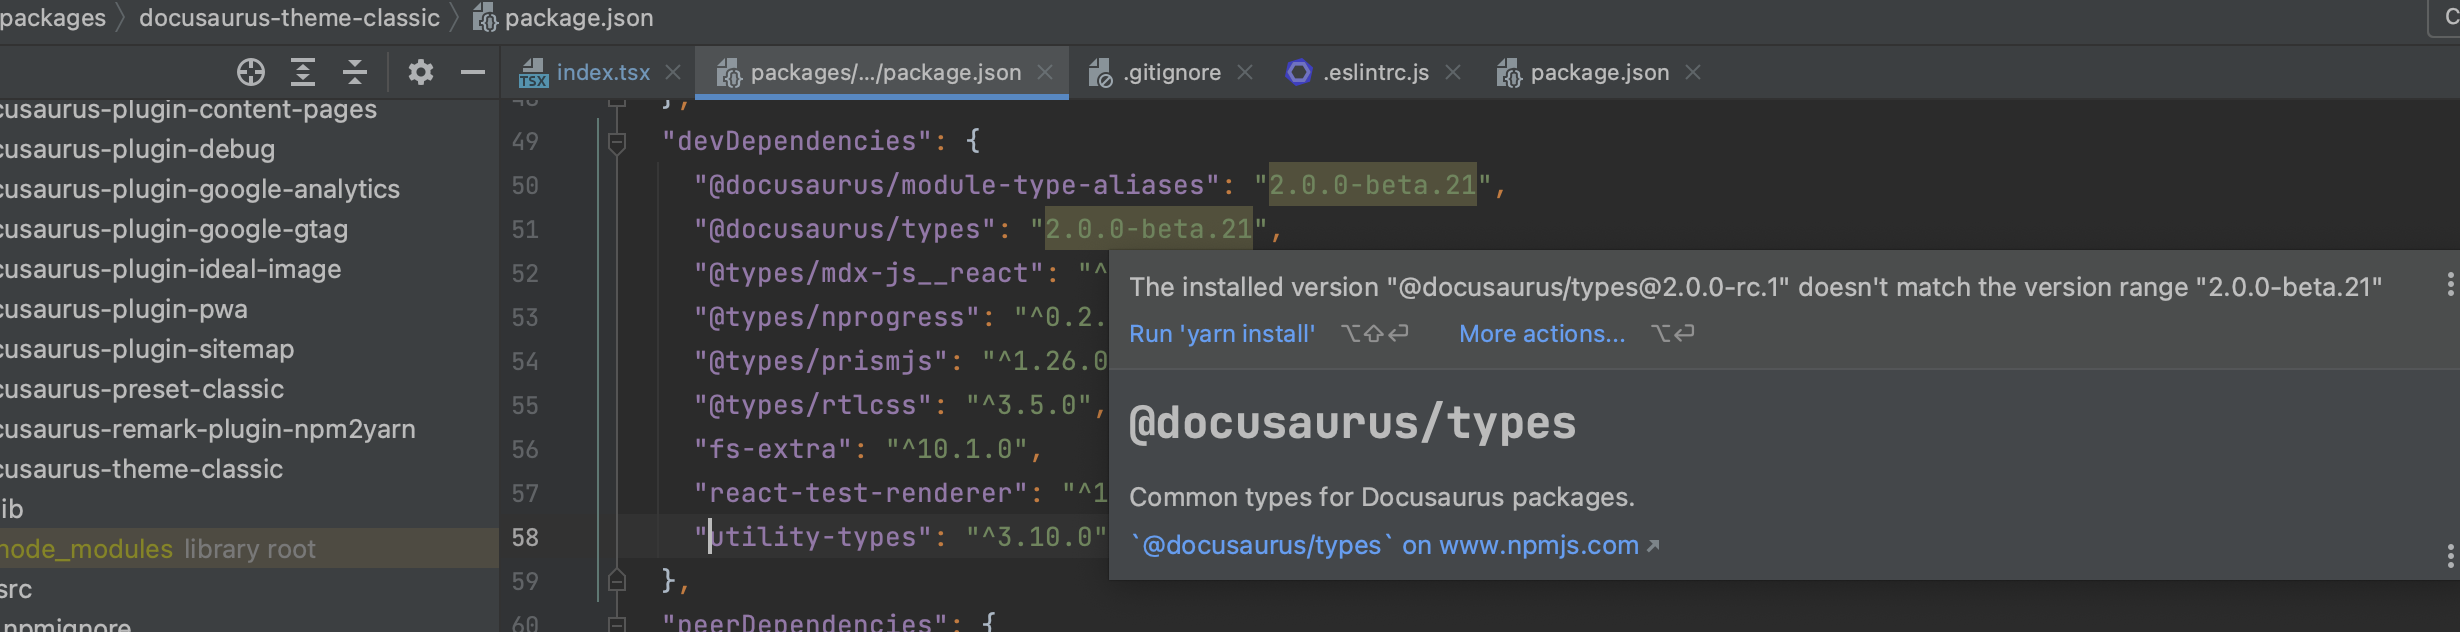 packages docusaurus-theme-classic package.json
index.tsx packages/.../package.json .gitignore .eslintrc.js package.json
cusaurus-plugin-content-pages
cusaurus-plugin-debug
cusaurus-plugin-google-analytics
cusaurus-plugin-google-gtag
cusaurus-plugin-ideal-image
cusaurus-plugin-pwa
cusaurus-plugin-sitemap
cusaurus-preset-classic
cusaurus-remark-plugin-npm2yarn
cusaurus-theme-classic
ib
node_modules library root
src
.npmignore
48 },
49 "devDependencies": {
50 "@docusaurus/module-type-aliases": "2.0.0-beta.21",
51 "@docusaurus/types": "2.0.0-beta.21",
52 "@types/mdx-js__react": "^
53 "@types/nprogress": "^0.2.
54 "@types/prismjs": "^1.26.0
55 "@types/rtlcss": "^3.5.0",
56 "fs-extra": "^10.1.0",
57 "react-test-renderer": "^1
58 "utility-types": "^3.10.0"
59 },
60 "peerDependencies": {
The installed version "@docusaurus/types@2.0.0-rc.1" doesn't match the version range "2.0.0-beta.21"
Run 'yarn install' ⌥⇧⏎ More actions... ⌥⏎
@docusaurus/types
Common types for Docusaurus packages.
`@docusaurus/types` on www.npmjs.com↗